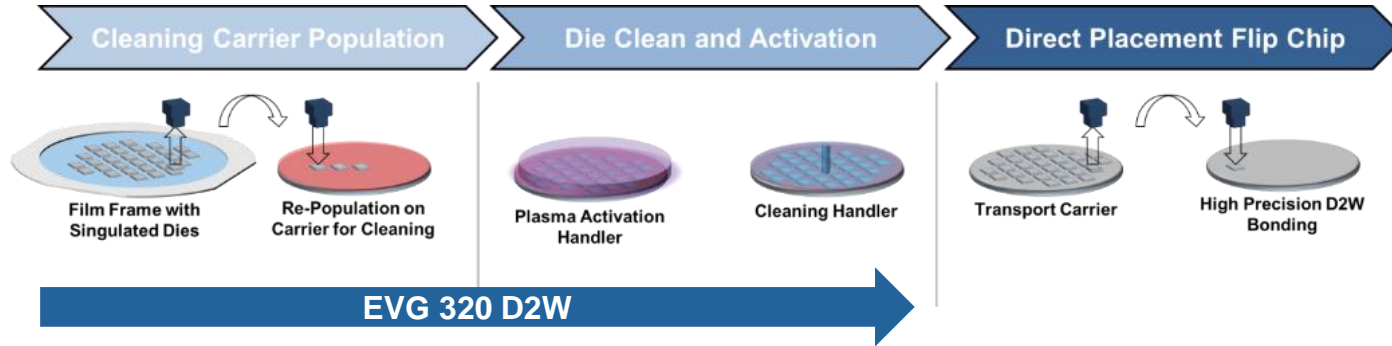 Cleaning Carrier Population
Die Clean and Activation
Direct Placement Flip Chip
Film Frame with
Singulated Dies
Re-Population on
Carrier for Cleaning
Plasma Activation
Handler
Cleaning Handler
Transport Carrier
High Precision D2W
Bonding
EVG 320 D2W